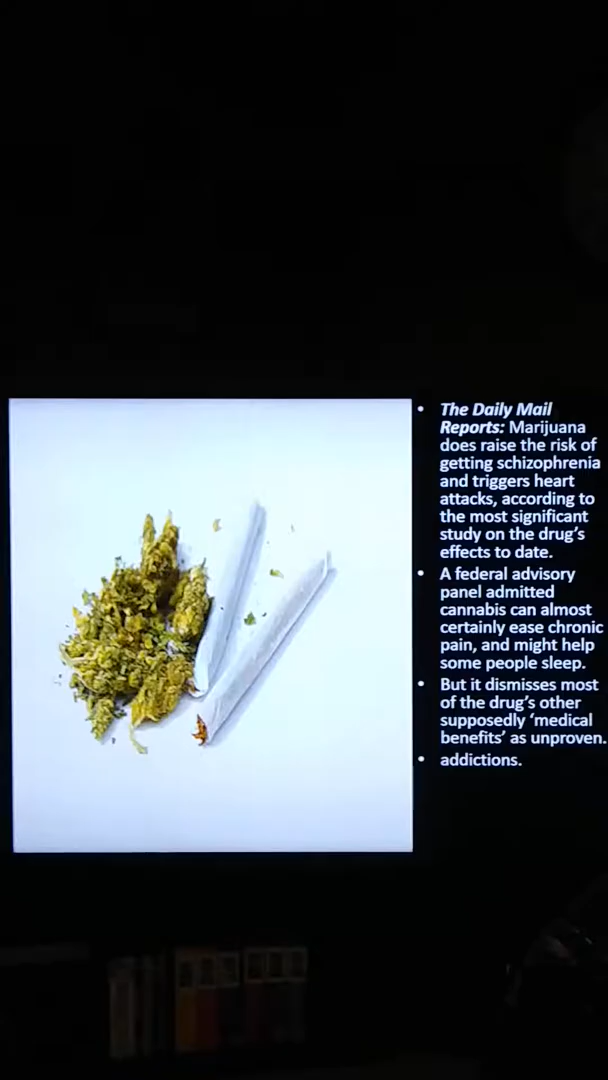 • The Daily Mail
Reports: Marijuana
does raise the risk of
getting schizophrenia
and triggers heart
attacks, according to
the most significant
study on the drug's
effects to date.
• A federal advisory
panel admitted
cannabis can almost
certainly ease chronic
pain, and might help
some people sleep.
• But it dismisses most
of the drug's other
supposedly ‘medical
benefits’ as unproven.
• addictions.